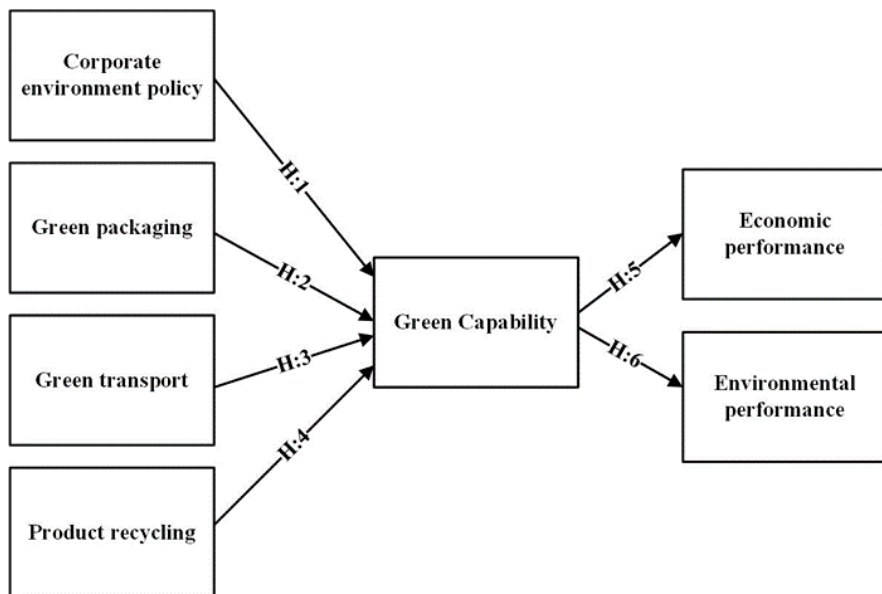 Corporate
environment policy
H:1
Green packaging
H:2
Green transport
H:3
Product recycling
H:4
Green Capability
H:5
Economic
performance
H:6
Environmental
performance